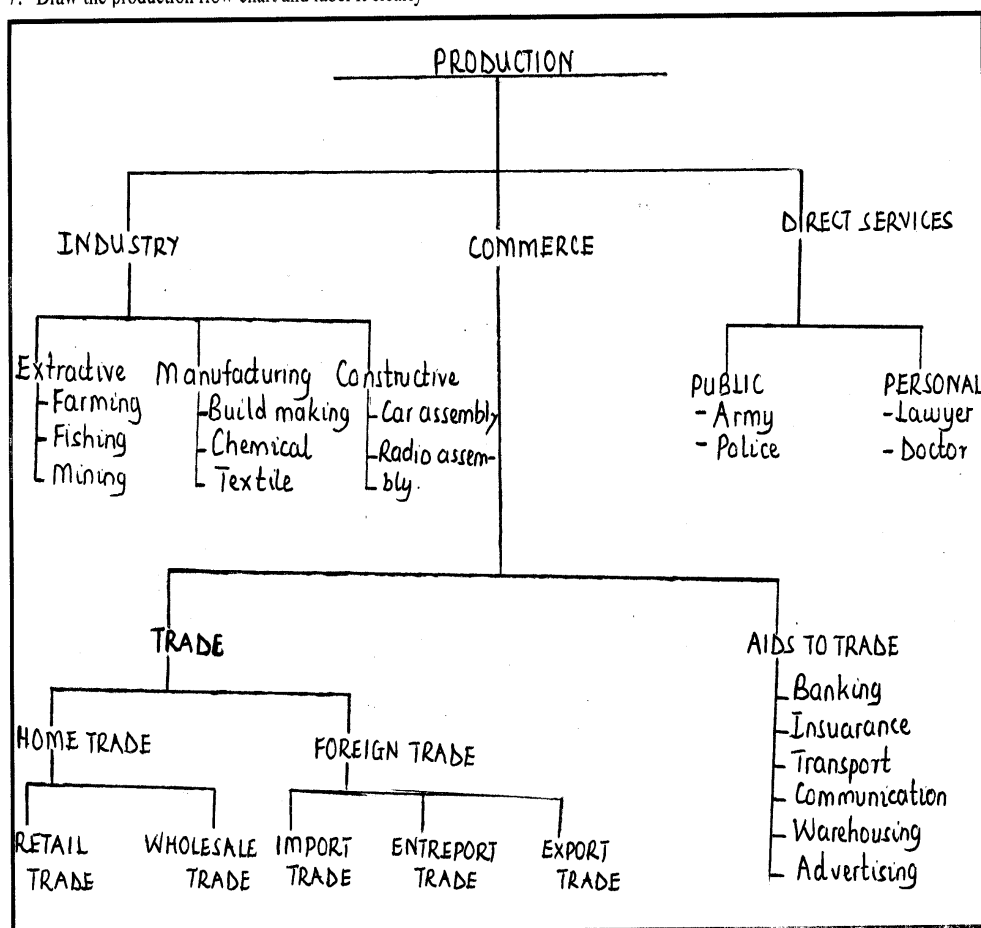 7. Draw the production flow chart and label it clearly
PRODUCTION
INDUSTRY
COMMERCE
DIRECT SERVICES
Extractive
-Farming
-Fishing
-Mining
Manufacturing
-Build making
-Chemical
-Textile
Constructive
-Car assembly
-Radio assem-
-bly.
PUBLIC
-Army
-Police
PERSONAL
-Lawyer
-Doctor
TRADE
AIDS TO TRADE
-Banking
-Insuarance
-Transport
-Communication
-Warehousing
-Advertising
HOME TRADE
FOREIGN TRADE
RETAIL
TRADE
WHOLESALE
TRADE
IMPORT
TRADE
ENTREPORT
TRADE
EXPORT
TRADE